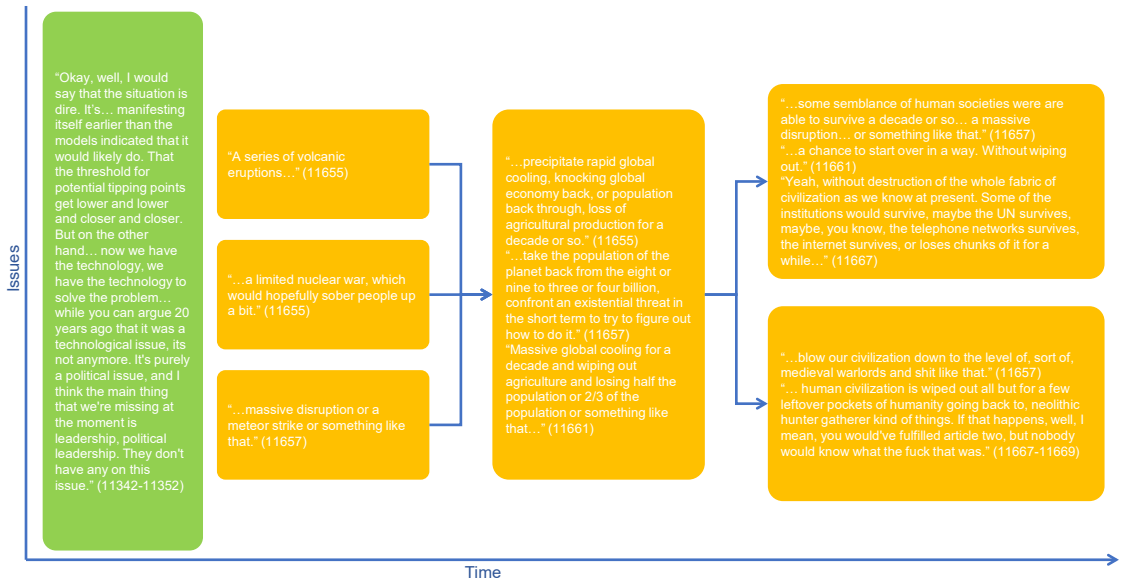 Issues
“Okay, well, I would
say that the situation is
dire. It’s… manifesting
itself earlier than the
models indicated that it
would likely do. That
the threshold for
potential tipping points
get lower and lower
and closer and closer.
But on the other
hand… now we have
the technology, we
have the technology to
solve the problem…
while you can argue 20
years ago that it was a
technological issue, its
not anymore. It's purely
a political issue, and I
think the main thing
that we're missing at
the moment is
leadership, political
leadership. They don't
have any on this
issue.” (11342-11352)
“A series of volcanic
eruptions…” (11655)
“…a limited nuclear war, which
would hopefully sober people up
a bit.” (11655)
“…massive disruption or a
meteor strike or something like
that.” (11657)
“…precipitate rapid global
cooling, knocking global
economy back, or population
back through, loss of
agricultural production for a
decade or so.” (11655)
“…take the population of the
planet back from the eight or
nine to three or four billion,
confront an existential threat in
the short term to try to figure out
how to do it.” (11657)
“Massive global cooling for a
decade and wiping out
agriculture and losing half the
population or 2/3 of the
population or something like
that…” (11661)
“…some semblance of human societies were are
able to survive a decade or so… a massive
disruption… or something like that.” (11657)
“…a chance to start over in a way. Without wiping
out.” (11661)
“Yeah, without destruction of the whole fabric of
civilization as we know at present. Some of the
institutions would survive, maybe the UN survives,
maybe, you know, the telephone networks survives,
the internet survives, or loses chunks of it for a
while…” (11667)
“…blow our civilization down to the level of, sort of,
medieval warlords and shit like that.” (11657)
“… human civilization is wiped out all but for a few
leftover pockets of humanity going back to, neolithic
hunter gatherer kind of things. If that happens, well, I
mean, you would've fulfilled article two, but nobody
would know what the fuck that was.” (11667-11669)
Time